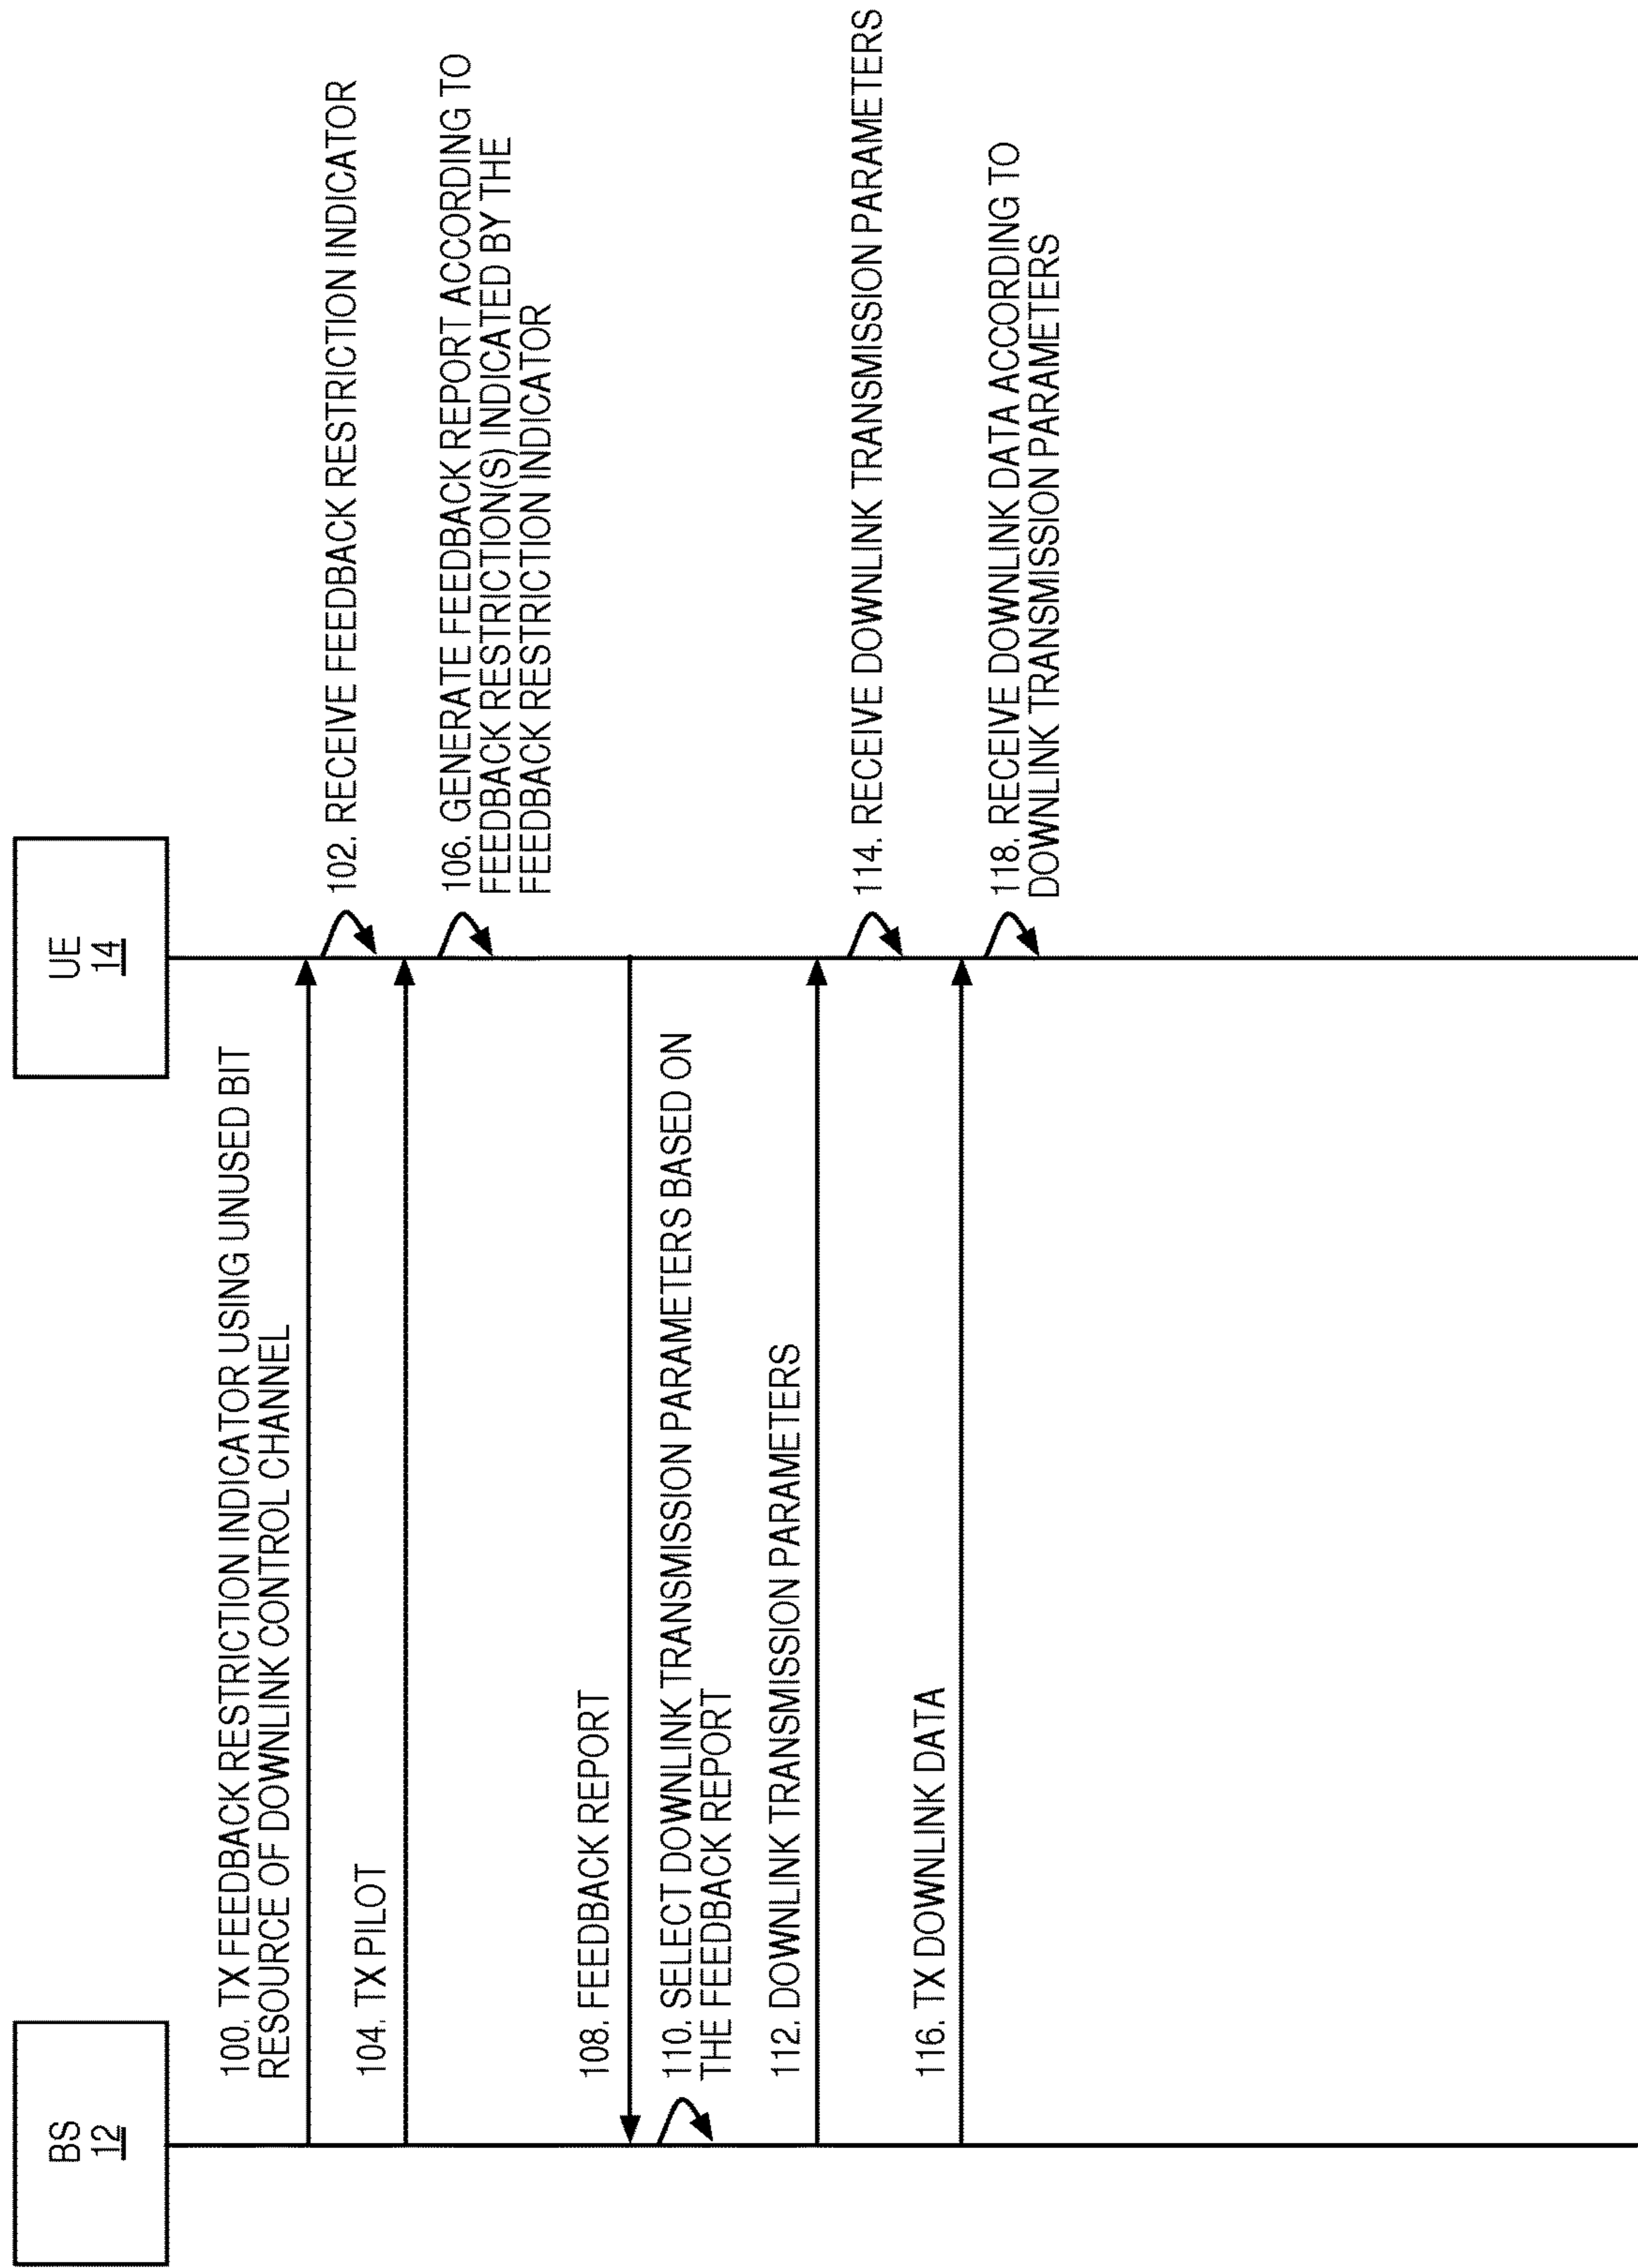 BS
12
UE
14
100. TX FEEDBACK RESTRICTION INDICATOR USING UNUSED BIT
RESOURCE OF DOWNLINK CONTROL CHANNEL
102. RECEIVE FEEDBACK RESTRICTION INDICATOR
104. TX PILOT
106. GENERATE FEEDBACK REPORT ACCORDING TO
FEEDBACK RESTRICTION(S) INDICATED BY THE
FEEDBACK RESTRICTION INDICATOR
108. FEEDBACK REPORT
110. SELECT DOWNLINK TRANSMISSION PARAMETERS BASED ON
THE FEEDBACK REPORT
112. DOWNLINK TRANSMISSION PARAMETERS
114. RECEIVE DOWNLINK TRANSMISSION PARAMETERS
116. TX DOWNLINK DATA
118. RECEIVE DOWNLINK DATA ACCORDING TO
DOWNLINK TRANSMISSION PARAMETERS